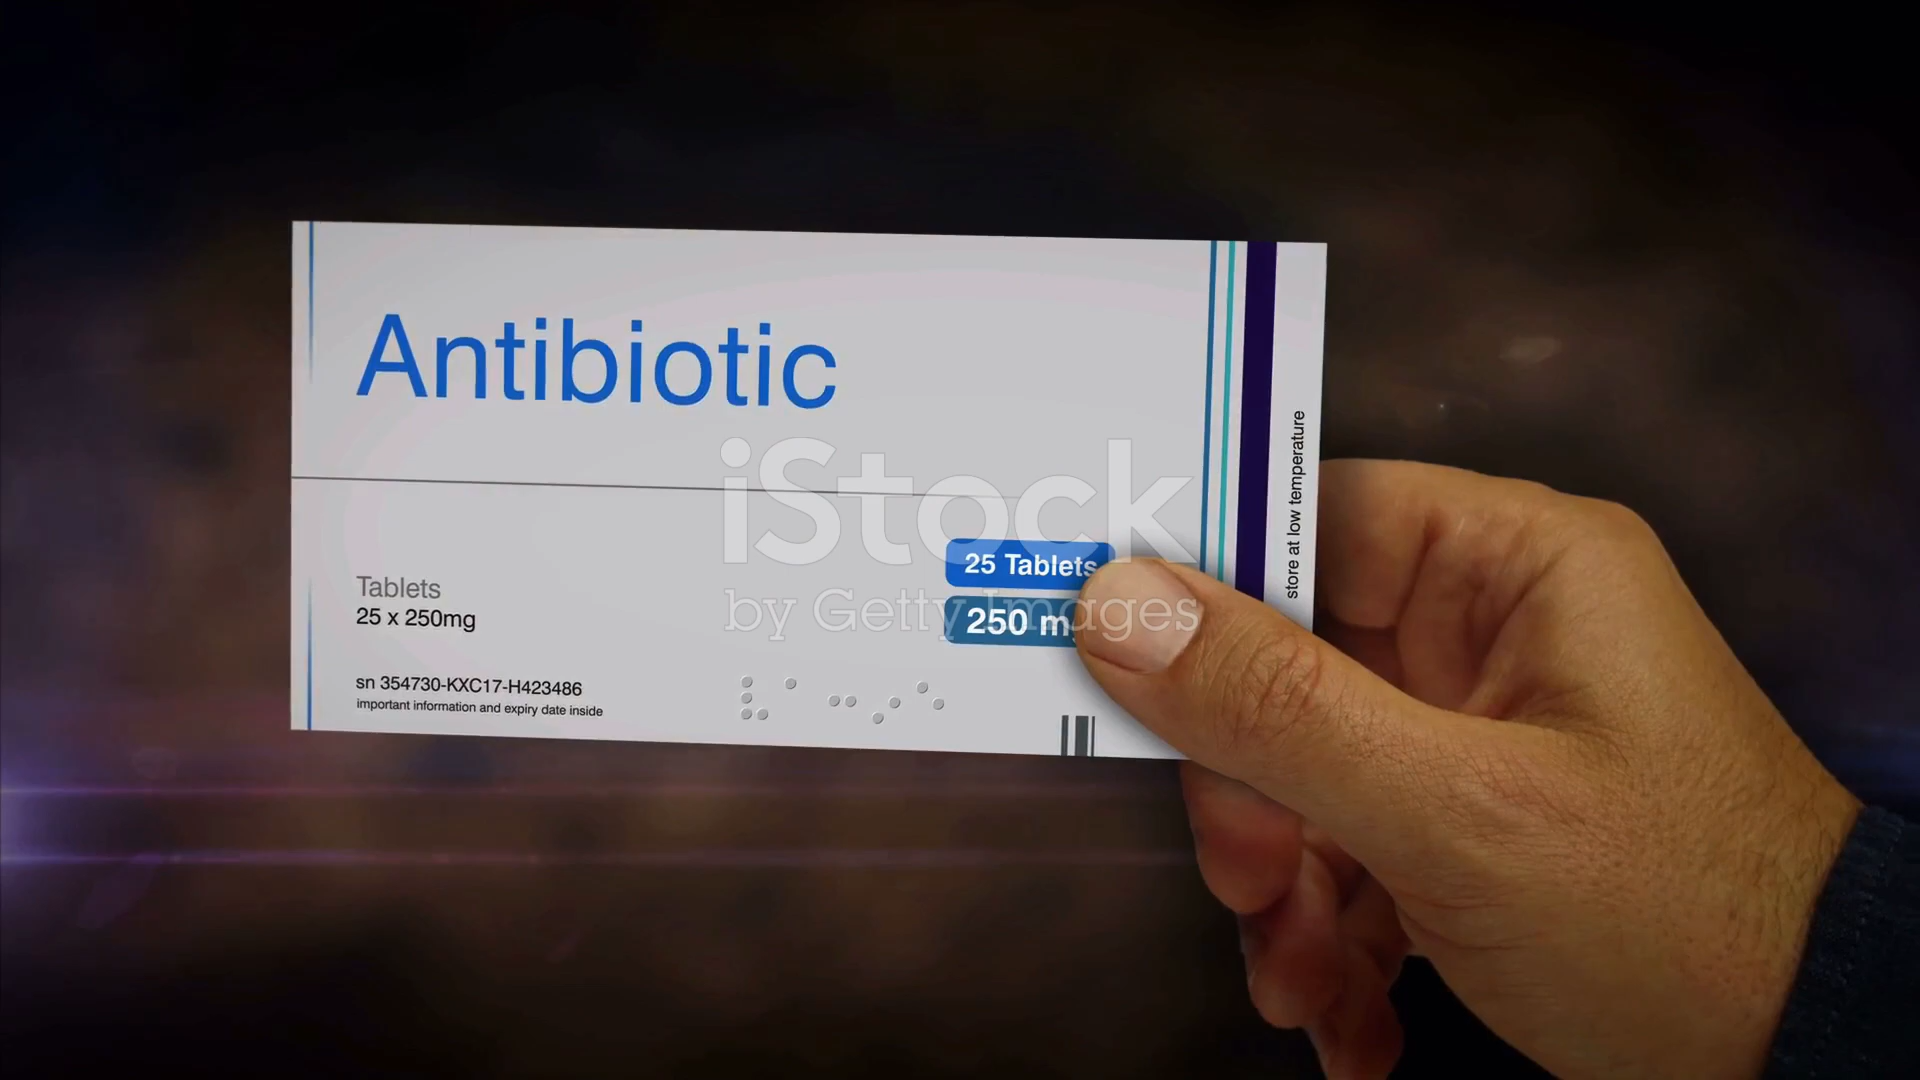 Antibiotic
iStock
by Getty Images
25 Tablets
250 m
Tablets
25 x 250mg
sn 354730-KXC17-H423486
important information and expiry date inside
store at low temperature